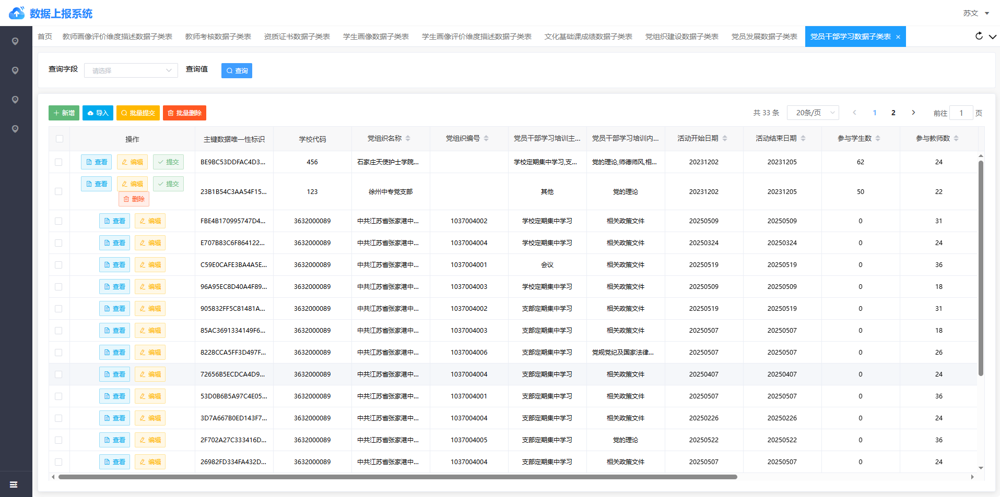 数据上报系统
苏文
首页 教师画像评价维度描述数据子类表 教师考核数据子类表 资质证书数据子类表 学生画像数据子类表 学生画像评价维度描述数据子类表 文化基础课成绩数据子类表 党组织建设数据子类表 党员发展数据子类表 党员干部学习数据子类表
查询字段 请选择 查询值 查询
新增 导入 批量提交 批量删除 共 33 条 20条/页 1 2 前往 1 页
操作 主键数据唯一性标识 学校代码 党组织名称 党组织编号 党员干部学习培训主... 党员干部学习培训内... 活动开始日期 活动结束日期 参与学生数 参与教师数
查看 编辑 提交 BE9BC53DDFAC4D3... 456 石家庄天使护士学院... 学校定期集中学习,支... 党的理论,师德师风,相... 20231202 20231205 62 24
查看 编辑 提交 删除 23B1B54C3AA54F15... 123 徐州中专党支部 其他 党的理论 20231202 20231205 50 22
查看 编辑 FBE4B170995747D4... 3632000089 中共江苏省张家港中... 1037004002 学校定期集中学习 相关政策文件 20250509 20250509 0 31
查看 编辑 E707B83C6F864122... 3632000089 中共江苏省张家港中... 1037004004 学校定期集中学习 相关政策文件 20250324 20250324 0 24
查看 编辑 C59E0CAFE3BA4A5E... 3632000089 中共江苏省张家港中... 1037004001 会议 相关政策文件 20250519 20250519 0 36
查看 编辑 96A95EC8D40A4F89... 3632000089 中共江苏省张家港中... 1037004003 学校定期集中学习 相关政策文件 20250509 20250509 0 18
查看 编辑 905832FF5C81481A... 3632000089 中共江苏省张家港中... 1037004002 支部定期集中学习 相关政策文件 20250519 20250519 0 31
查看 编辑 85AC3691334149F6... 3632000089 中共江苏省张家港中... 1037004003 支部定期集中学习 相关政策文件 20250507 20250507 0 18
查看 编辑 8228CCA5FF3D497F... 3632000089 中共江苏省张家港中... 1037004006 支部定期集中学习 党规党纪及国家法律... 20250507 20250507 0 26
查看 编辑 72656B5ECDCA4D9... 3632000089 中共江苏省张家港中... 1037004004 支部定期集中学习 相关政策文件 20250407 20250407 0 24
查看 编辑 53D0B6B5A97C4E05... 3632000089 中共江苏省张家港中... 1037004001 支部定期集中学习 相关政策文件 20250507 20250507 0 36
查看 编辑 3D7A667B0ED143F7... 3632000089 中共江苏省张家港中... 1037004004 支部定期集中学习 相关政策文件 20250226 20250226 0 24
查看 编辑 2F702A27C333416D... 3632000089 中共江苏省张家港中... 1037004005 支部定期集中学习 党的理论 20250522 20250522 0 36
查看 编辑 26982FD334FA432D... 3632000089 中共江苏省张家港中... 1037004004 支部定期集中学习 相关政策文件 20250507 20250507 0 24